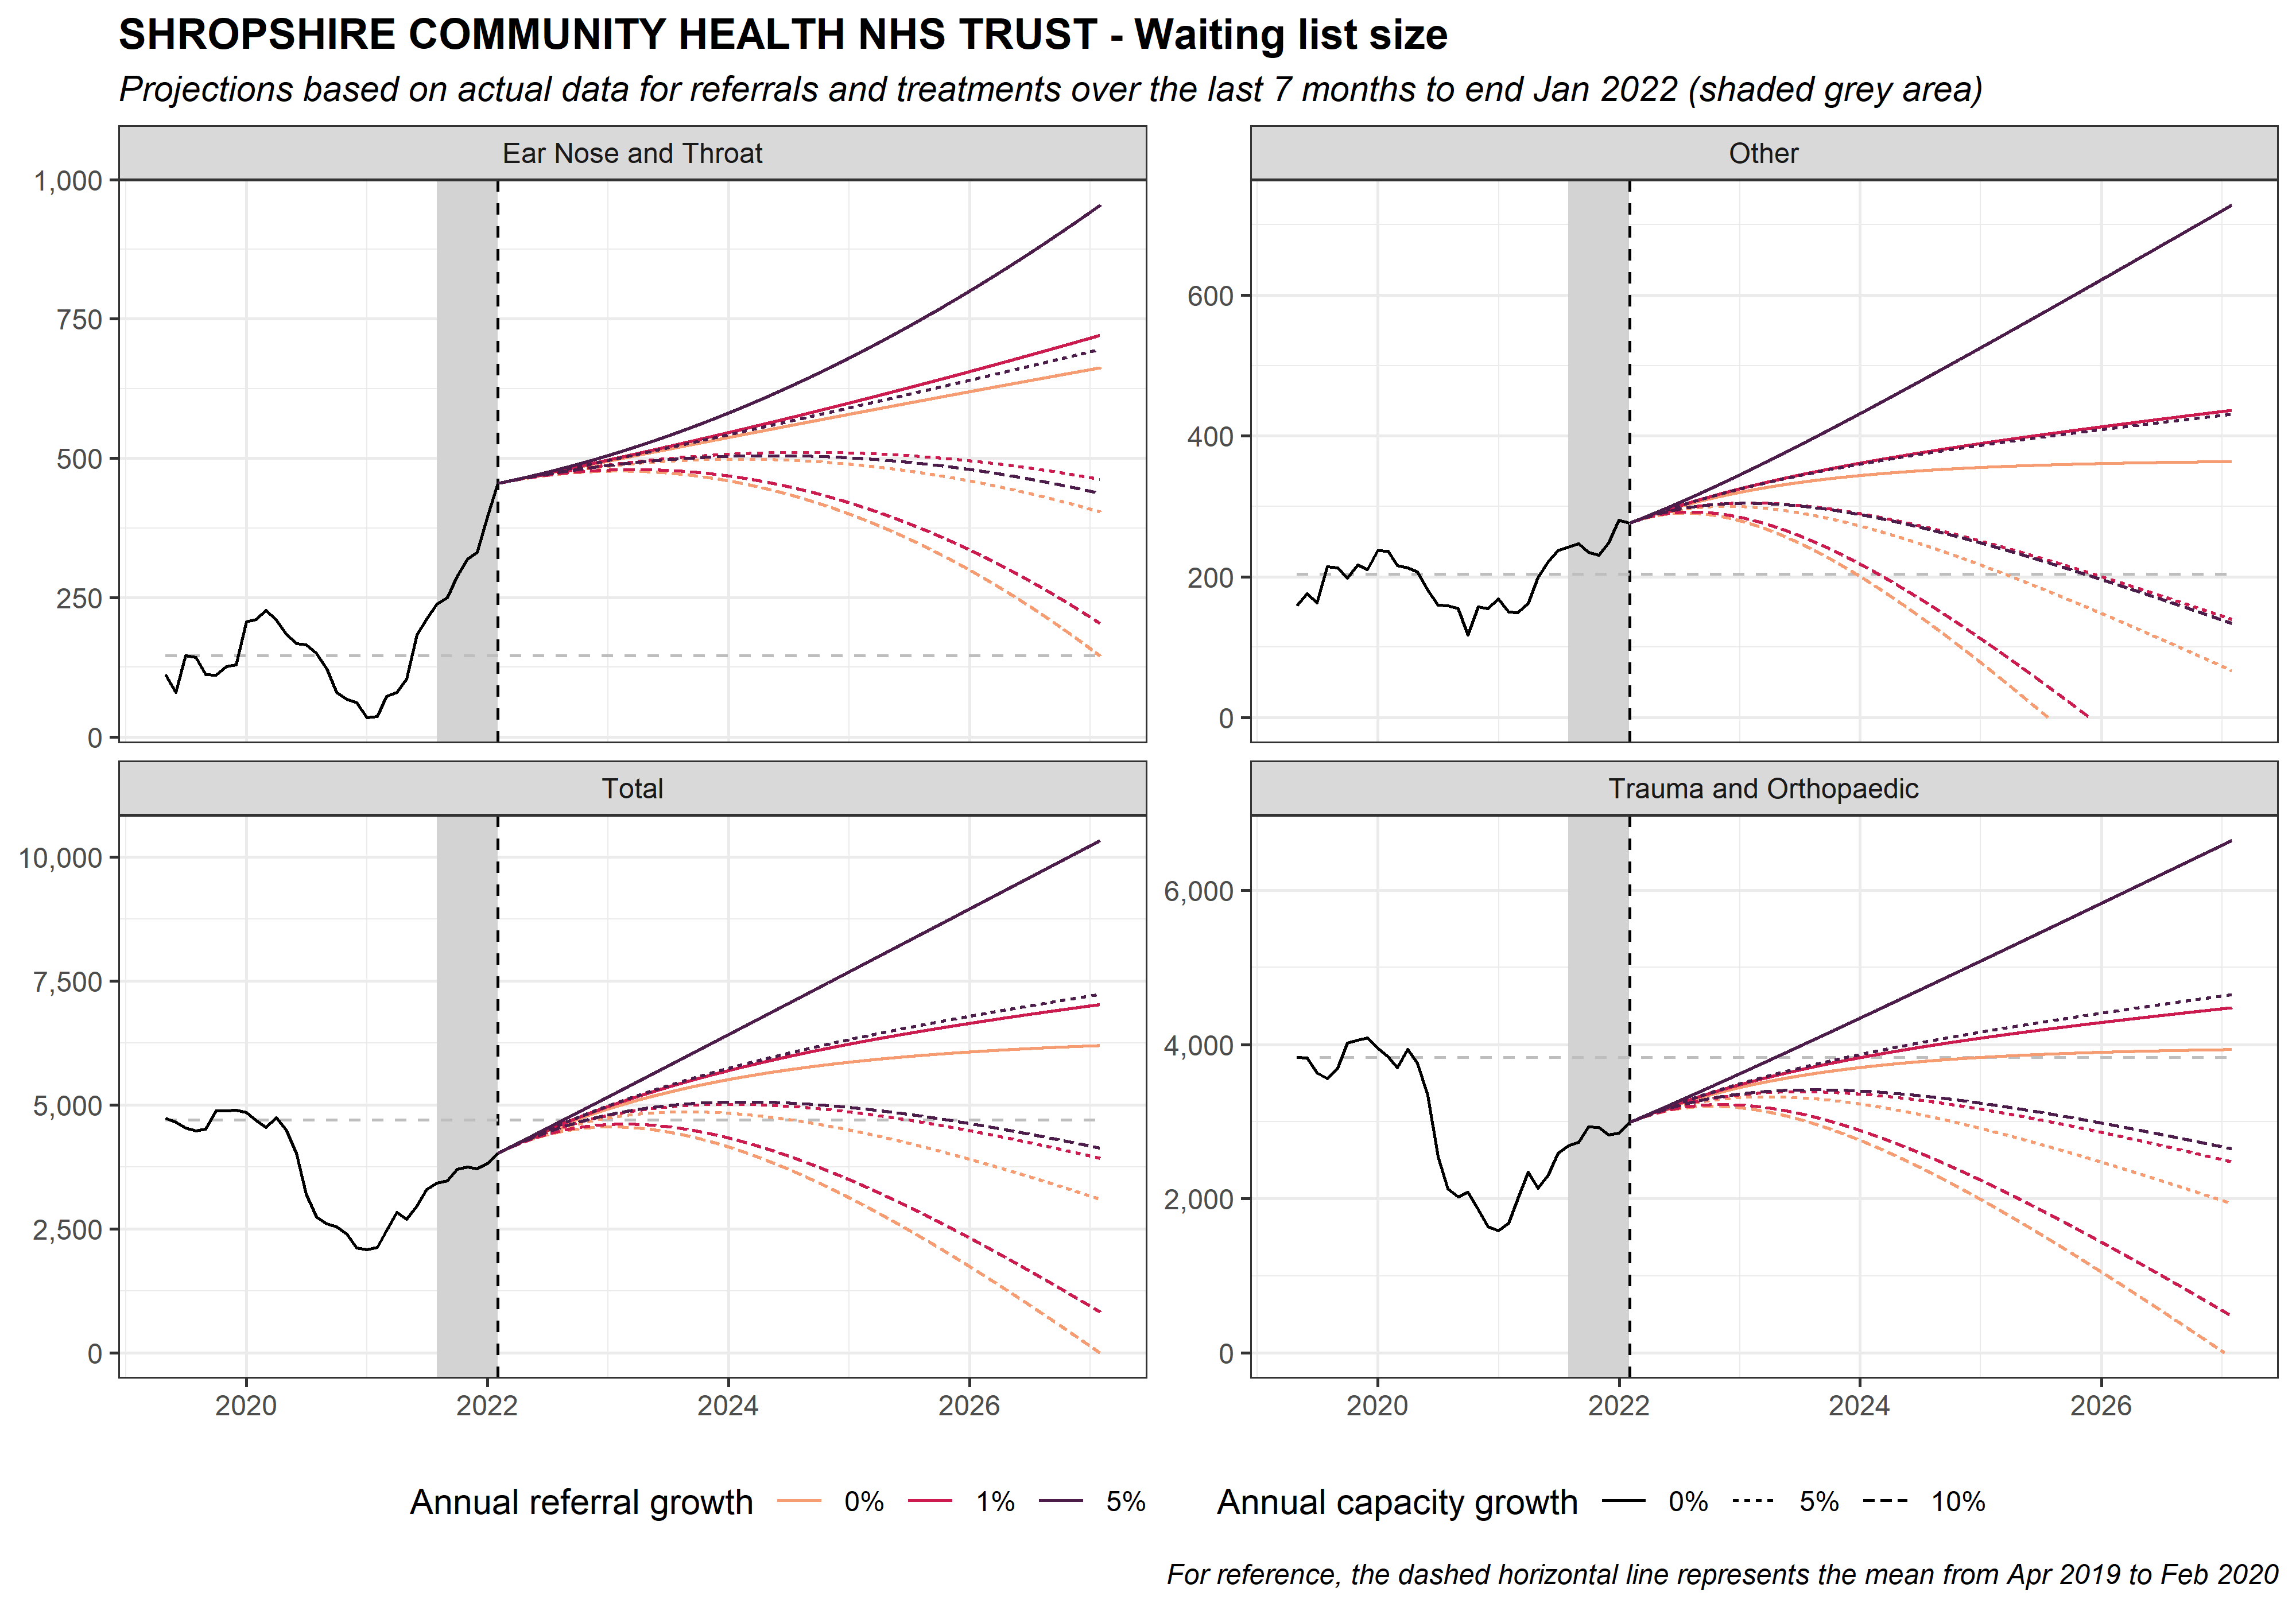 SHROPSHIRE COMMUNITY HEALTH NHS TRUST - Waiting list size
Projections based on actual data for referrals and treatments over the last 7 months to end Jan 2022 (shaded grey area)
Ear Nose and Throat
1,000
750
500
250
0
Other
600
400
200
0
Total
10,000
7,500
5,000
2,500
0
2020 2022 2024 2026
Trauma and Orthopaedic
6,000
4,000
2,000
0
2020 2022 2024 2026
Annual referral growth 0% 1% 5%
Annual capacity growth 0% 5% 10%
For reference, the dashed horizontal line represents the mean from Apr 2019 to Feb 2020